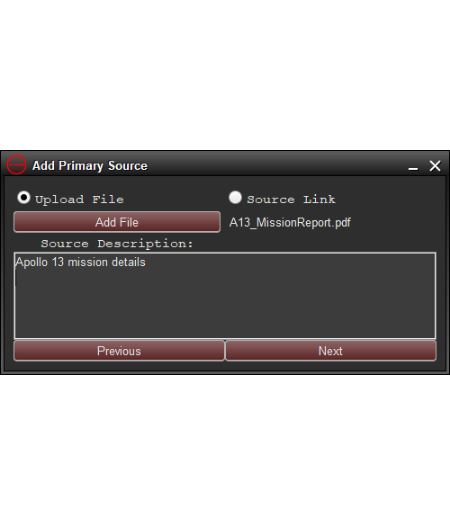 Add Primary Source
Upload File Source Link
Add File A13_MissionReport.pdf
Source Description:
Apollo 13 mission details
Previous Next